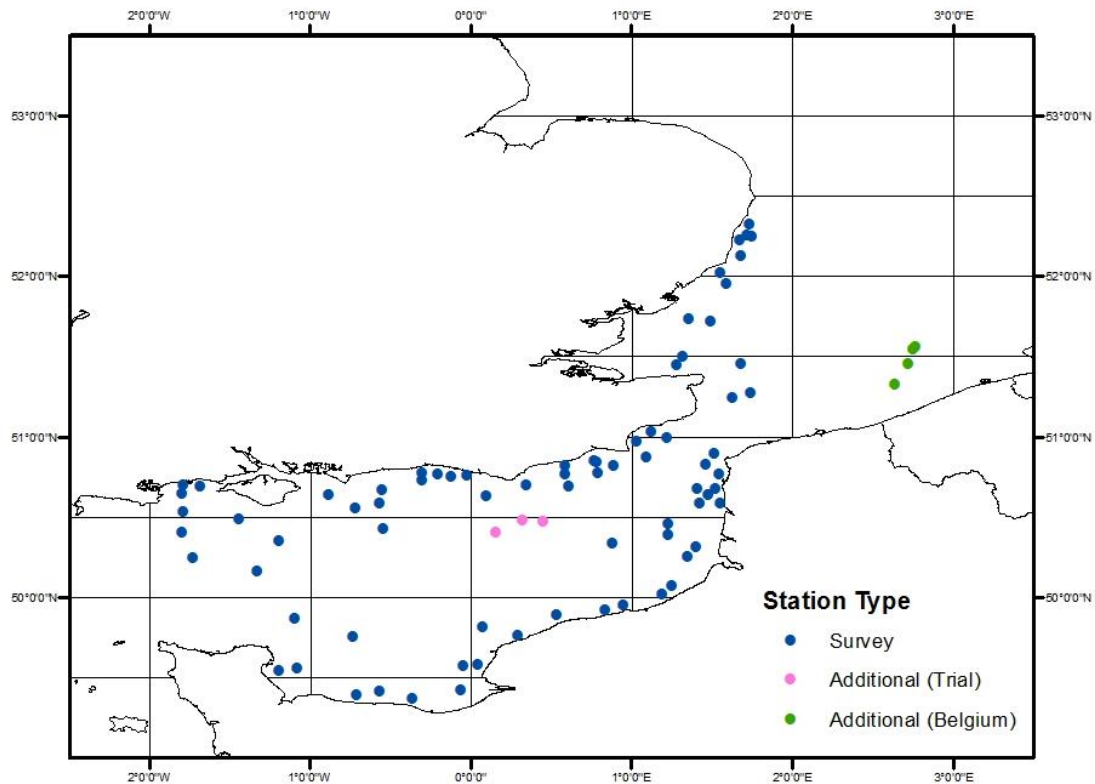 2°0'0"W 1°0'0"W 0°0'0" 1°0'0"E 2°0'0"E 3°0'0"E
53°0'0"N 53°0'0"N
52°0'0"N 52°0'0"N
51°0'0"N 51°0'0"N
50°0'0"N 50°0'0"N
Station Type
Survey
Additional (Trial)
Additional (Belgium)
2°0'0"W 1°0'0"W 0°0'0" 1°0'0"E 2°0'0"E 3°0'0"E